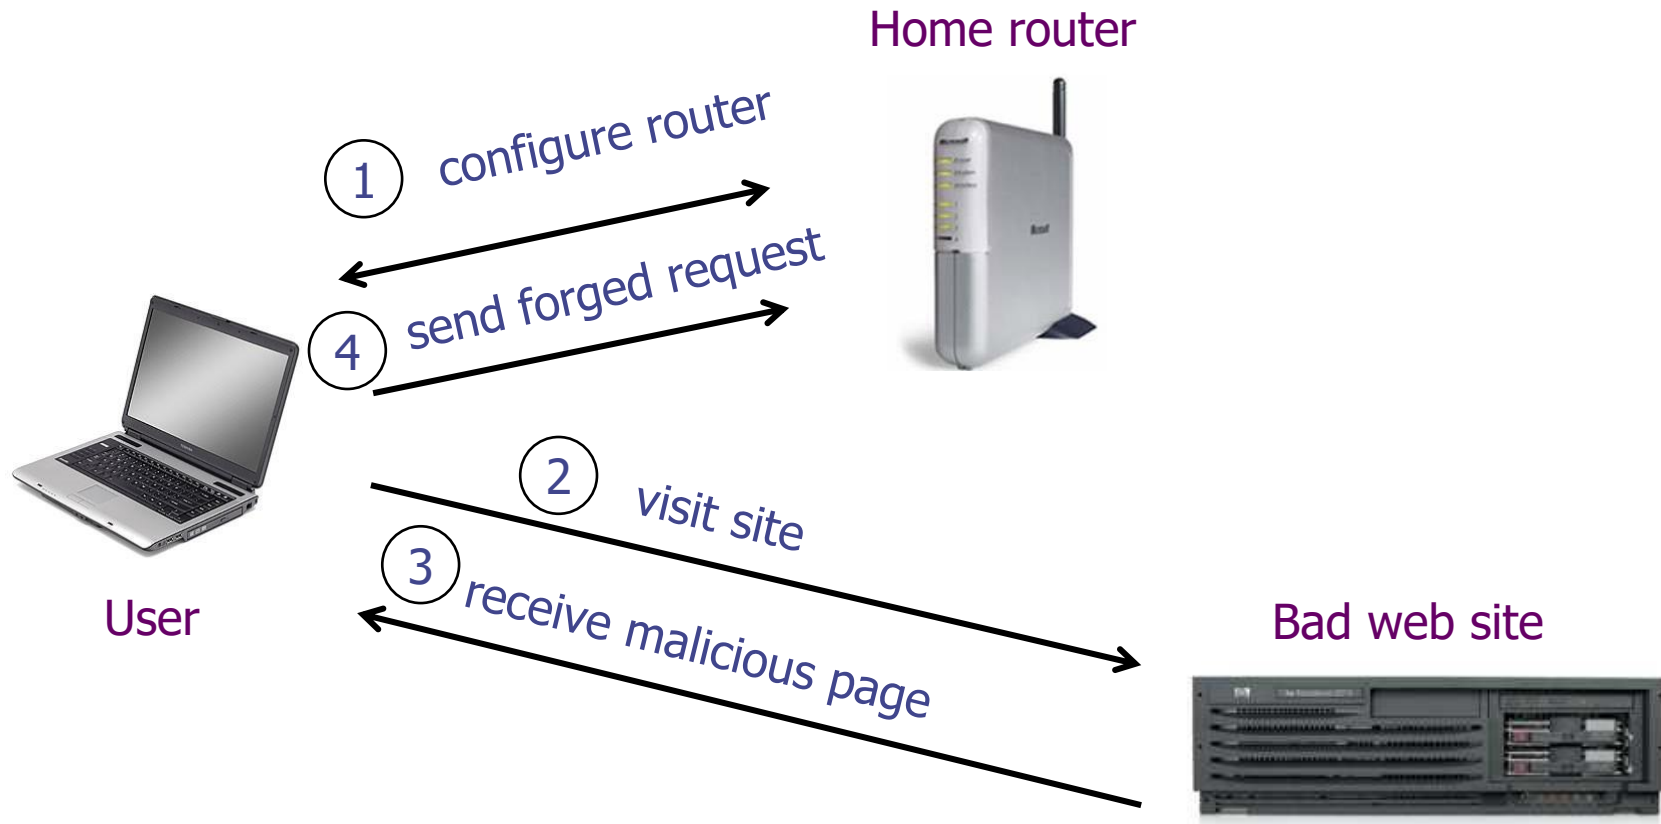 Home router
1 configure router
4 send forged request
2 visit site
3 receive malicious page
User
Bad web site
Microsoft